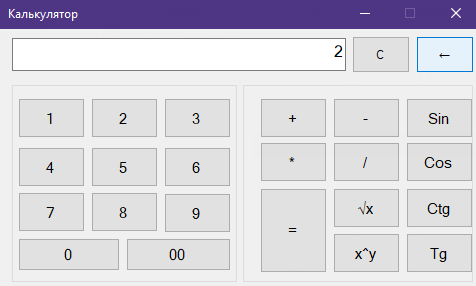 Калькулятор
2 C ←
1 2 3 + - Sin
4 5 6 * / Cos
7 8 9 = √x Ctg
0 00 x^y Tg